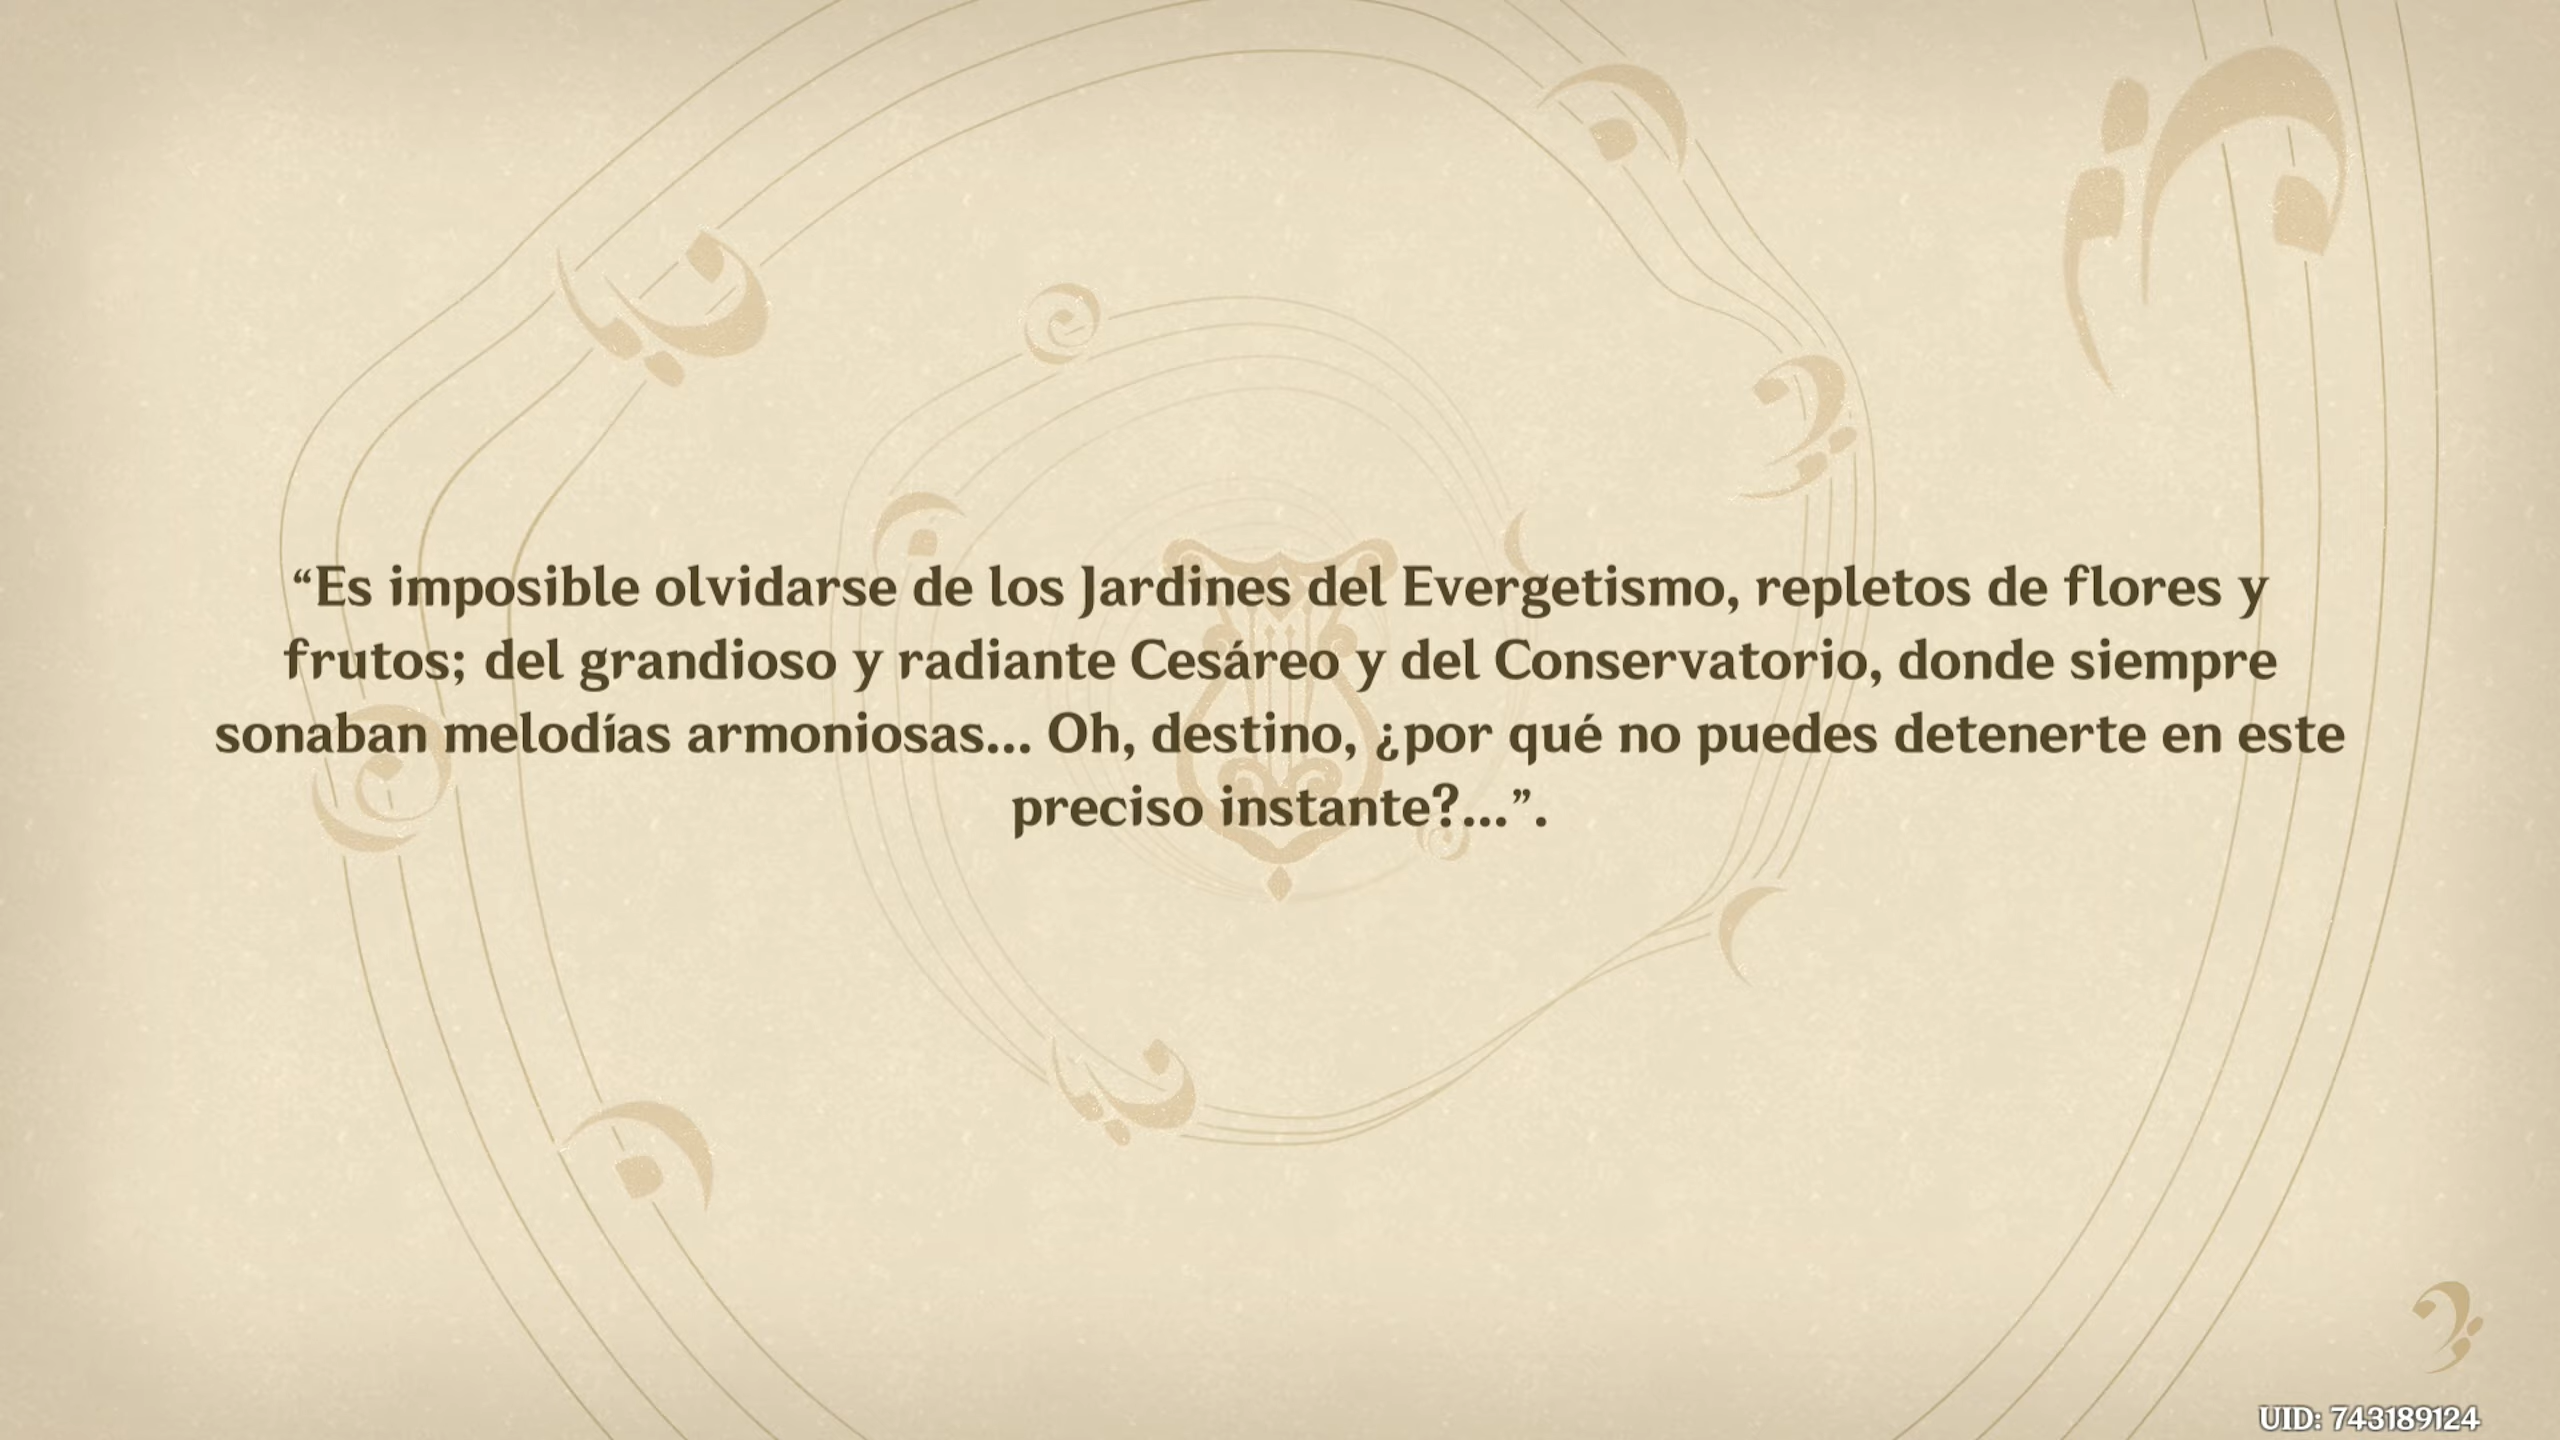 “Es imposible olvidarse de los Jardines del Evergetismo, repletos de flores y
frutos; del grandioso y radiante Cesáreo y del Conservatorio, donde siempre
sonaban melodías armoniosas... Oh, destino, ¿por qué no puedes detenerte en este
preciso instante?...”.
UID: 743189124